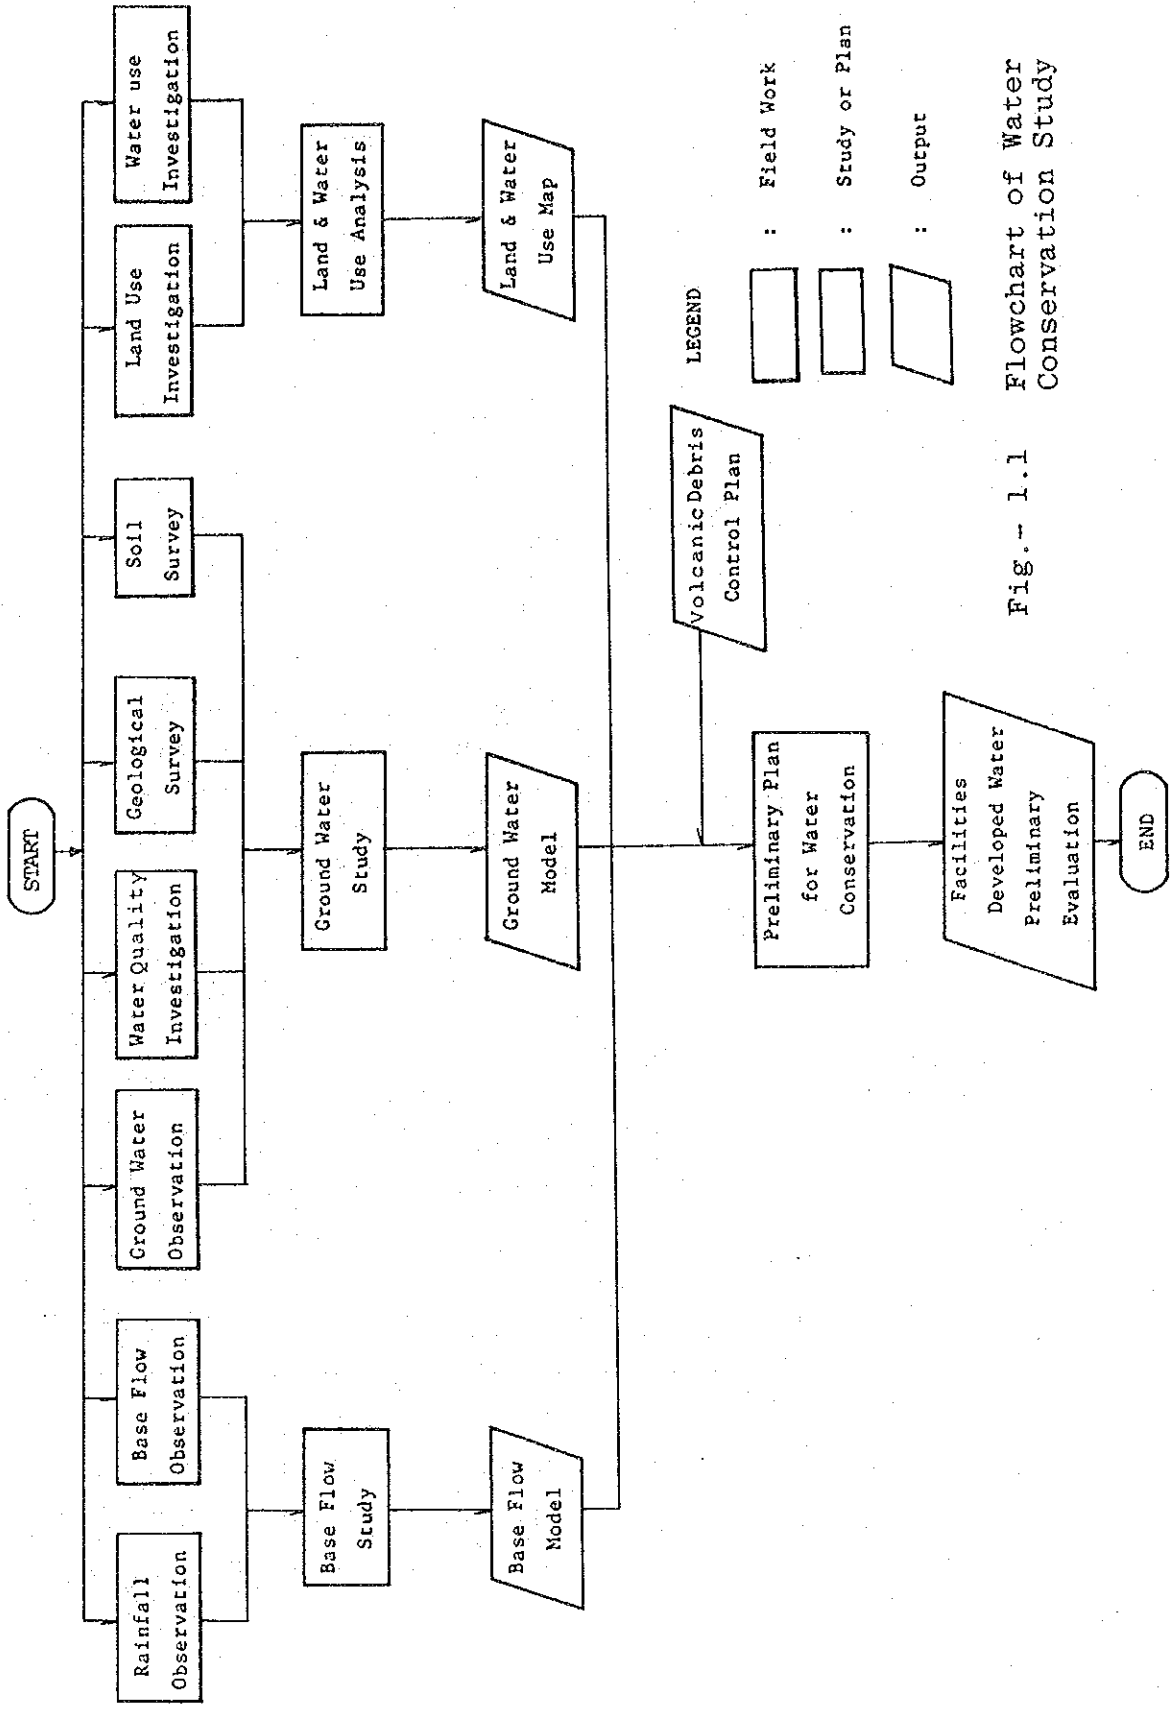 START
Rainfall
Observation
Base Flow
Observation
Ground Water
Observation
Water Quality
Investigation
Geological
Survey
Soil
Survey
Land Use
Investigation
Water use
Investigation
Base Flow
Study
Ground Water
Study
Land & Water
Use Analysis
Base Flow
Model
Ground Water
Model
Land & Water
Use Map
Volcanic Debris
Control Plan
Preliminary Plan
for Water
Conservation
Facilities
Developed Water
Preliminary
Evaluation
END
LEGEND
: Field Work
: Study or Plan
: Output
Fig.- 1.1 Flowchart of Water
Conservation Study